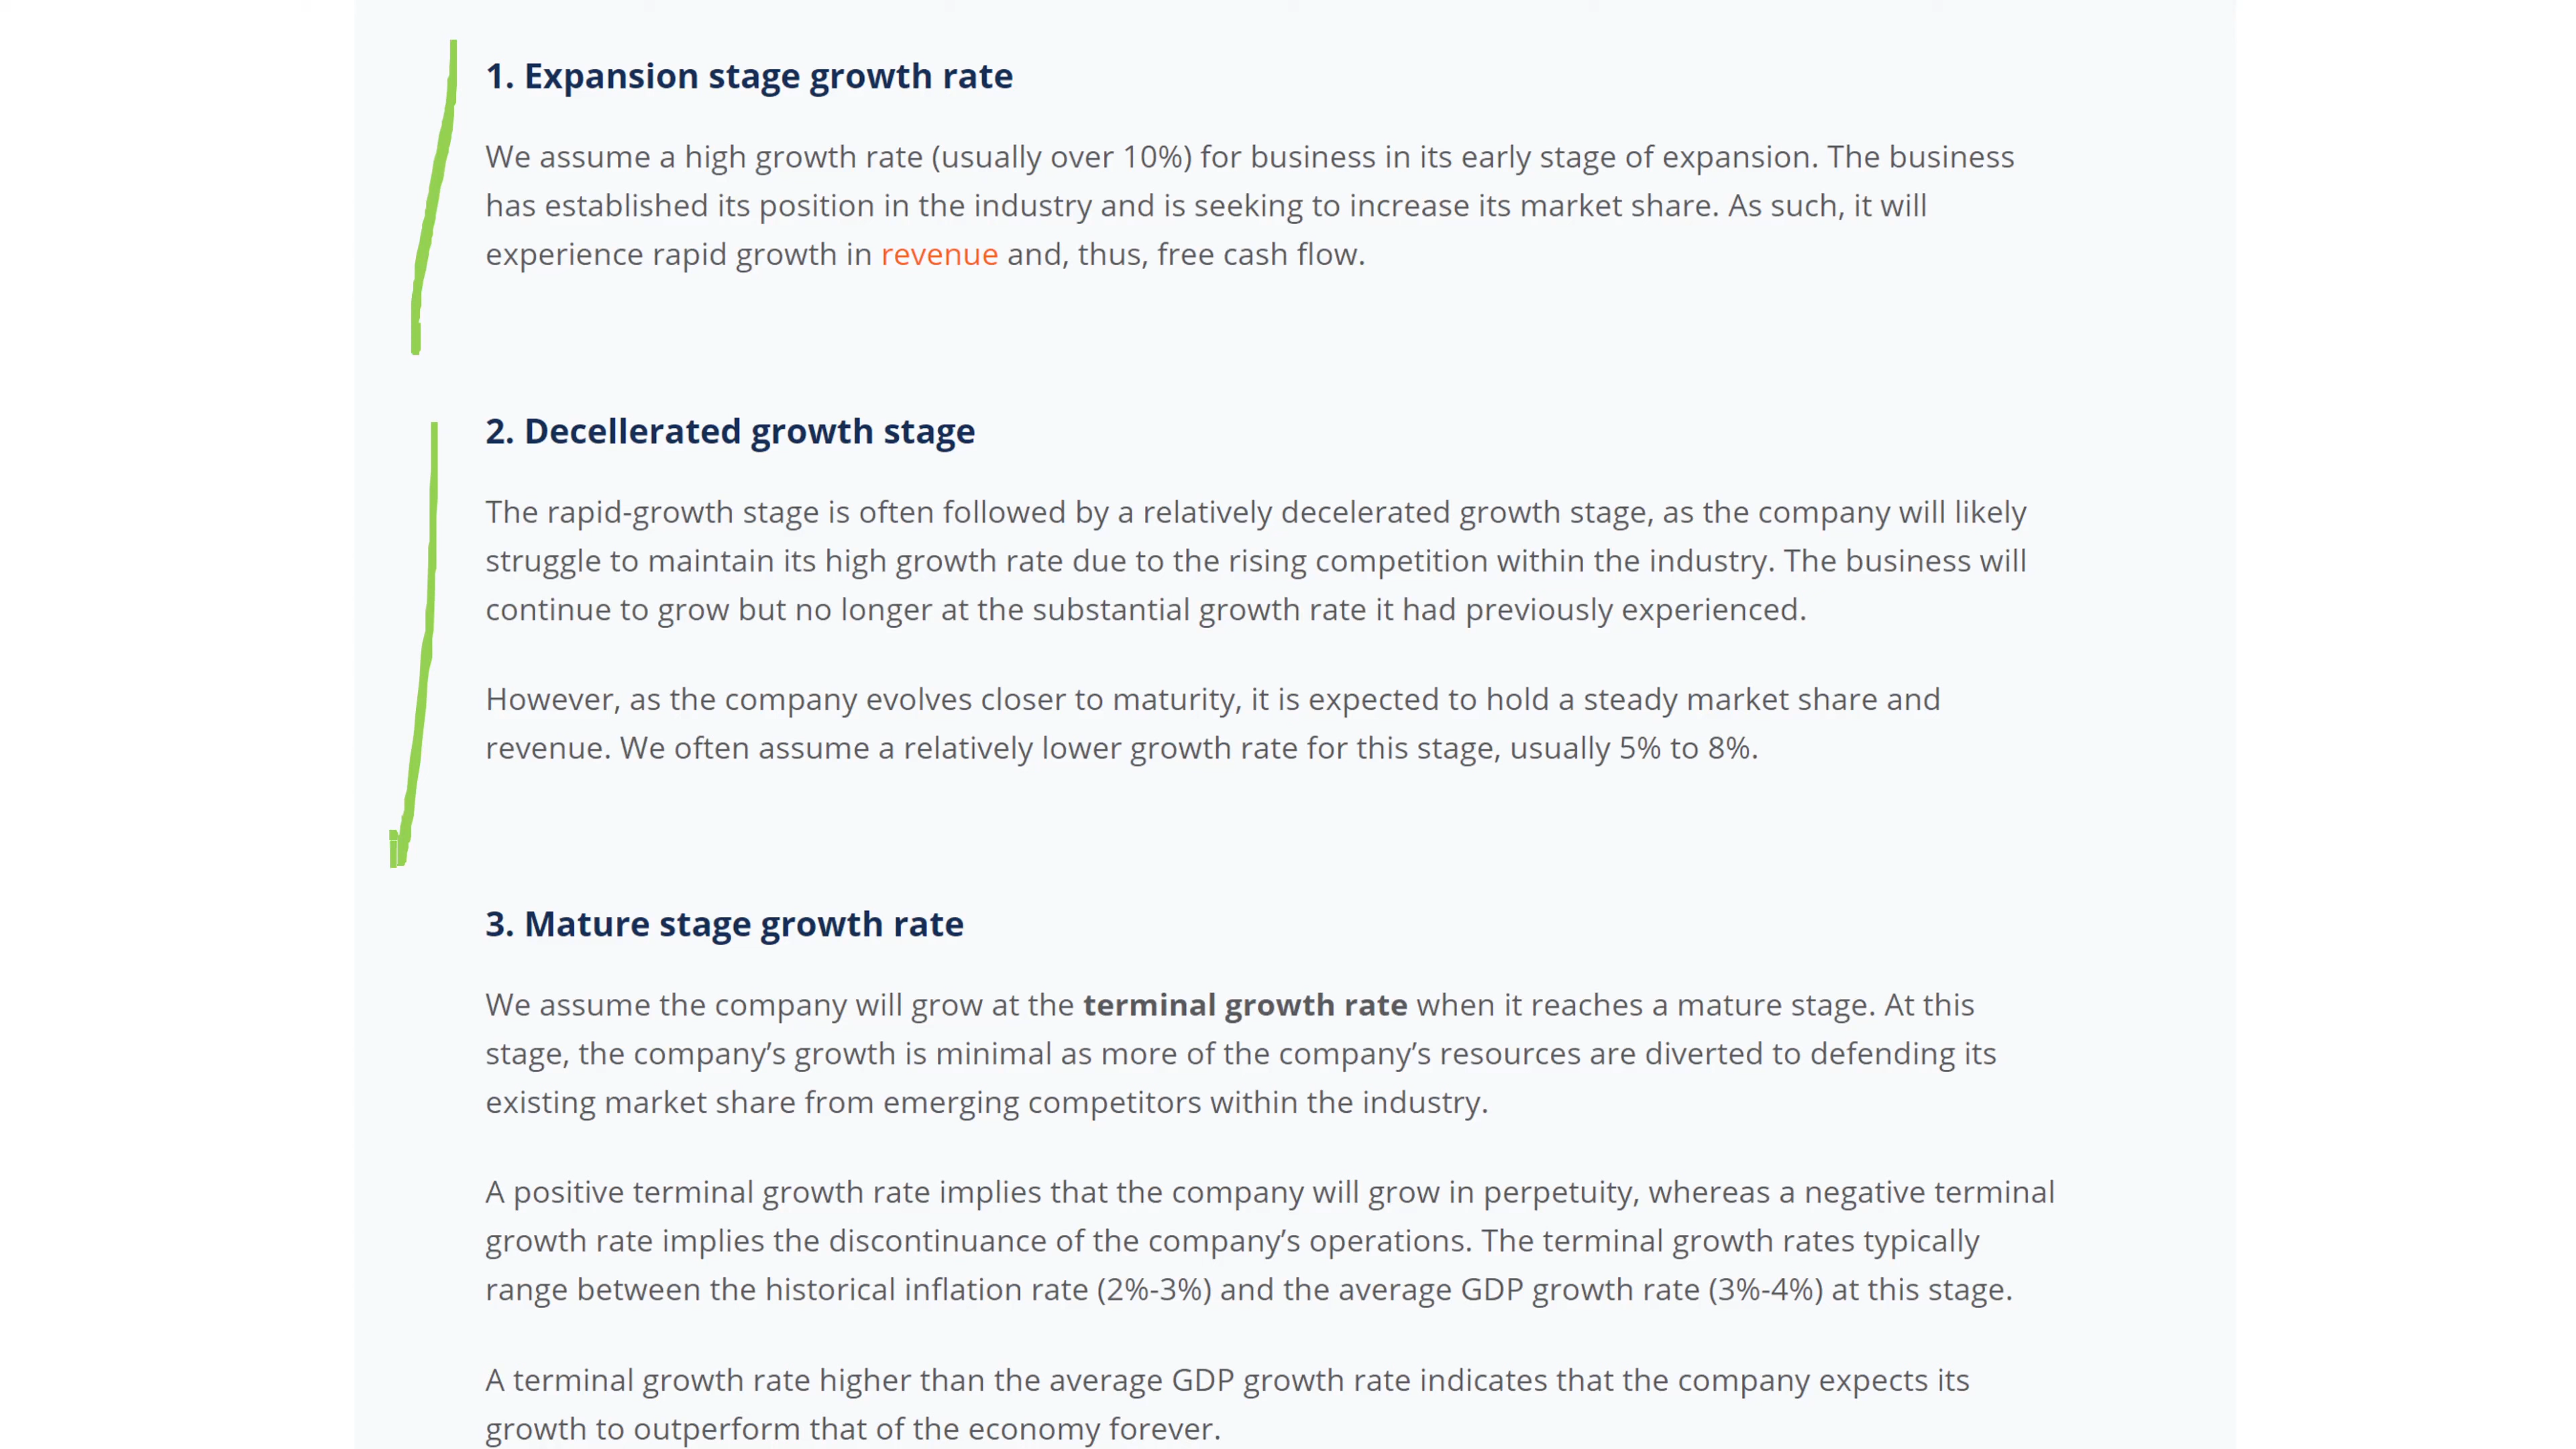 1. Expansion stage growth rate
We assume a high growth rate (usually over 10%) for business in its early stage of expansion. The business
has established its position in the industry and is seeking to increase its market share. As such, it will
experience rapid growth in revenue and, thus, free cash flow.
2. Decellerated growth stage
The rapid-growth stage is often followed by a relatively decelerated growth stage, as the company will likely
struggle to maintain its high growth rate due to the rising competition within the industry. The business will
continue to grow but no longer at the substantial growth rate it had previously experienced.
However, as the company evolves closer to maturity, it is expected to hold a steady market share and
revenue. We often assume a relatively lower growth rate for this stage, usually 5% to 8%.
3. Mature stage growth rate
We assume the company will grow at the terminal growth rate when it reaches a mature stage. At this
stage, the company’s growth is minimal as more of the company’s resources are diverted to defending its
existing market share from emerging competitors within the industry.
A positive terminal growth rate implies that the company will grow in perpetuity, whereas a negative terminal
growth rate implies the discontinuance of the company’s operations. The terminal growth rates typically
range between the historical inflation rate (2%-3%) and the average GDP growth rate (3%-4%) at this stage.
A terminal growth rate higher than the average GDP growth rate indicates that the company expects its
growth to outperform that of the economy forever.